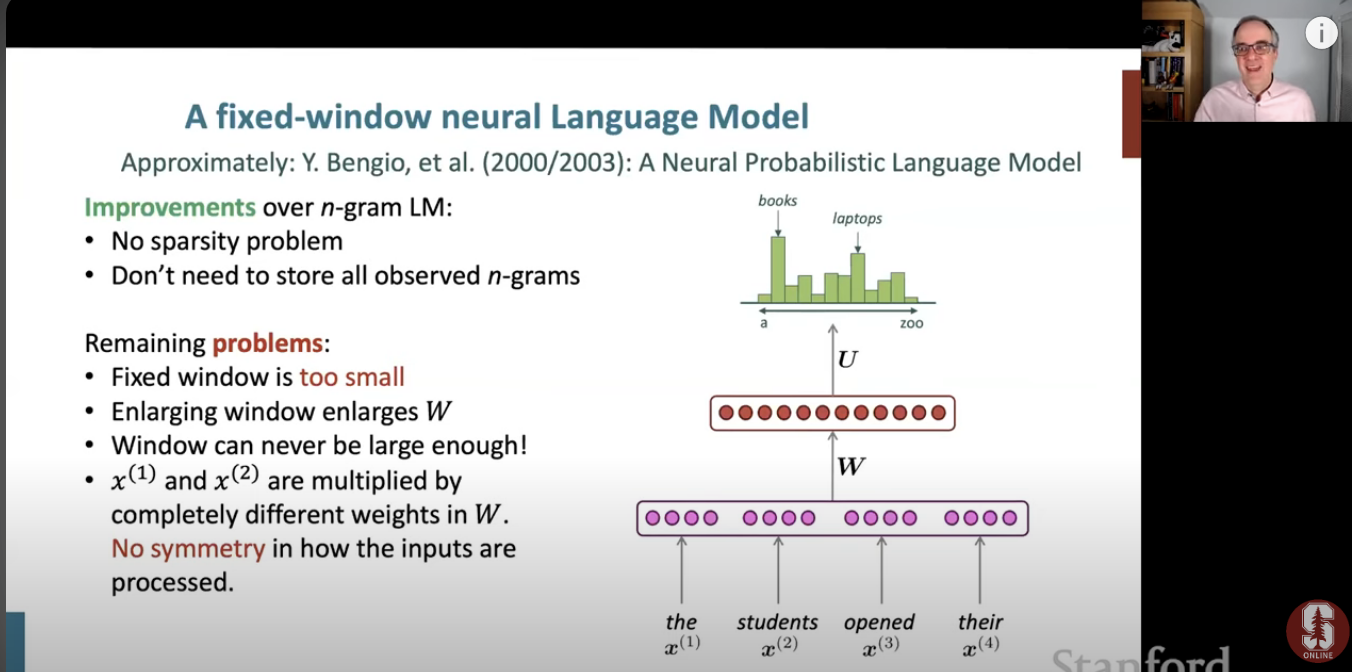 A fixed-window neural Language Model
Approximately: Y. Bengio, et al. (2000/2003): A Neural Probabilistic Language Model
Improvements over n-gram LM:
• No sparsity problem
• Don't need to store all observed n-grams
Remaining problems:
• Fixed window is too small
• Enlarging window enlarges W
• Window can never be large enough!
• x⁽¹⁾ and x⁽²⁾ are multiplied by
completely different weights in W.
No symmetry in how the inputs are
processed.
books
laptops
a zoo
U
W
the students opened their
x⁽¹⁾ x⁽²⁾ x⁽³⁾ x⁽⁴⁾
i
S
ONLINE
Stanford